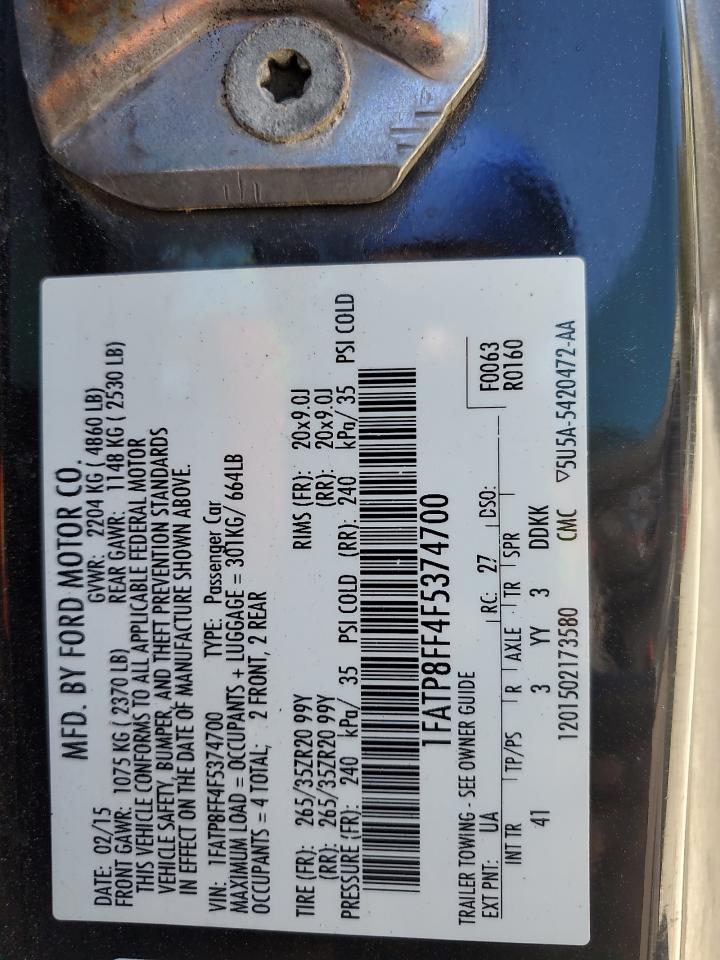 MFD. BY FORD MOTOR CO.
DATE: 02/15 GVWR: 2204 KG ( 4860 LB)
FRONT GAWR: 1075 KG ( 2370 LB) REAR GAWR: 1148 KG ( 2530 LB)
THIS VEHICLE CONFORMS TO ALL APPLICABLE FEDERAL MOTOR
VEHICLE SAFETY, BUMPER, AND THEFT PREVENTION STANDARDS
IN EFFECT ON THE DATE OF MANUFACTURE SHOWN ABOVE.
VIN: 1FATP8FF4F5374700 TYPE: Passenger Car
MAXIMUM LOAD = OCCUPANTS + LUGGAGE = 301KG/ 664LB
OCCUPANTS = 4 TOTAL; 2 FRONT, 2 REAR
TIRE (FR): 265/35ZR20 99Y RIMS (FR): 20x9.0J
(RR): 265/35ZR20 99Y (RR): 20x9.0J
PRESSURE (FR): 240 kPa/ 35 PSI COLD (RR): 240 kPa/ 35 PSI COLD
1FATP8FF4F5374700
TRAILER TOWING - SEE OWNER GUIDE
F0063
EXT PNT: UA RC: 27 DSO: R0160
INT TR TP/PS R AXLE TR SPR
41 3 YY 3 DDKK
1201502173580 CMC ▽5U5A-5420472-AA